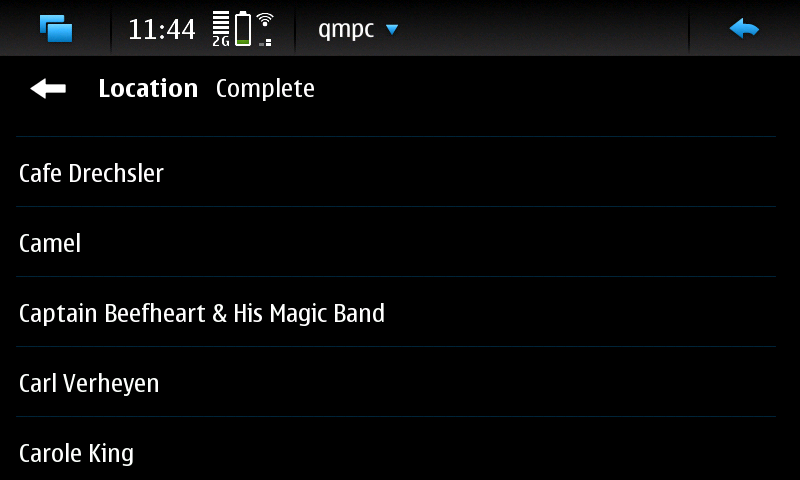 11:44 2G qmpc
Location Complete
Cafe Drechsler
Camel
Captain Beefheart & His Magic Band
Carl Verheyen
Carole King